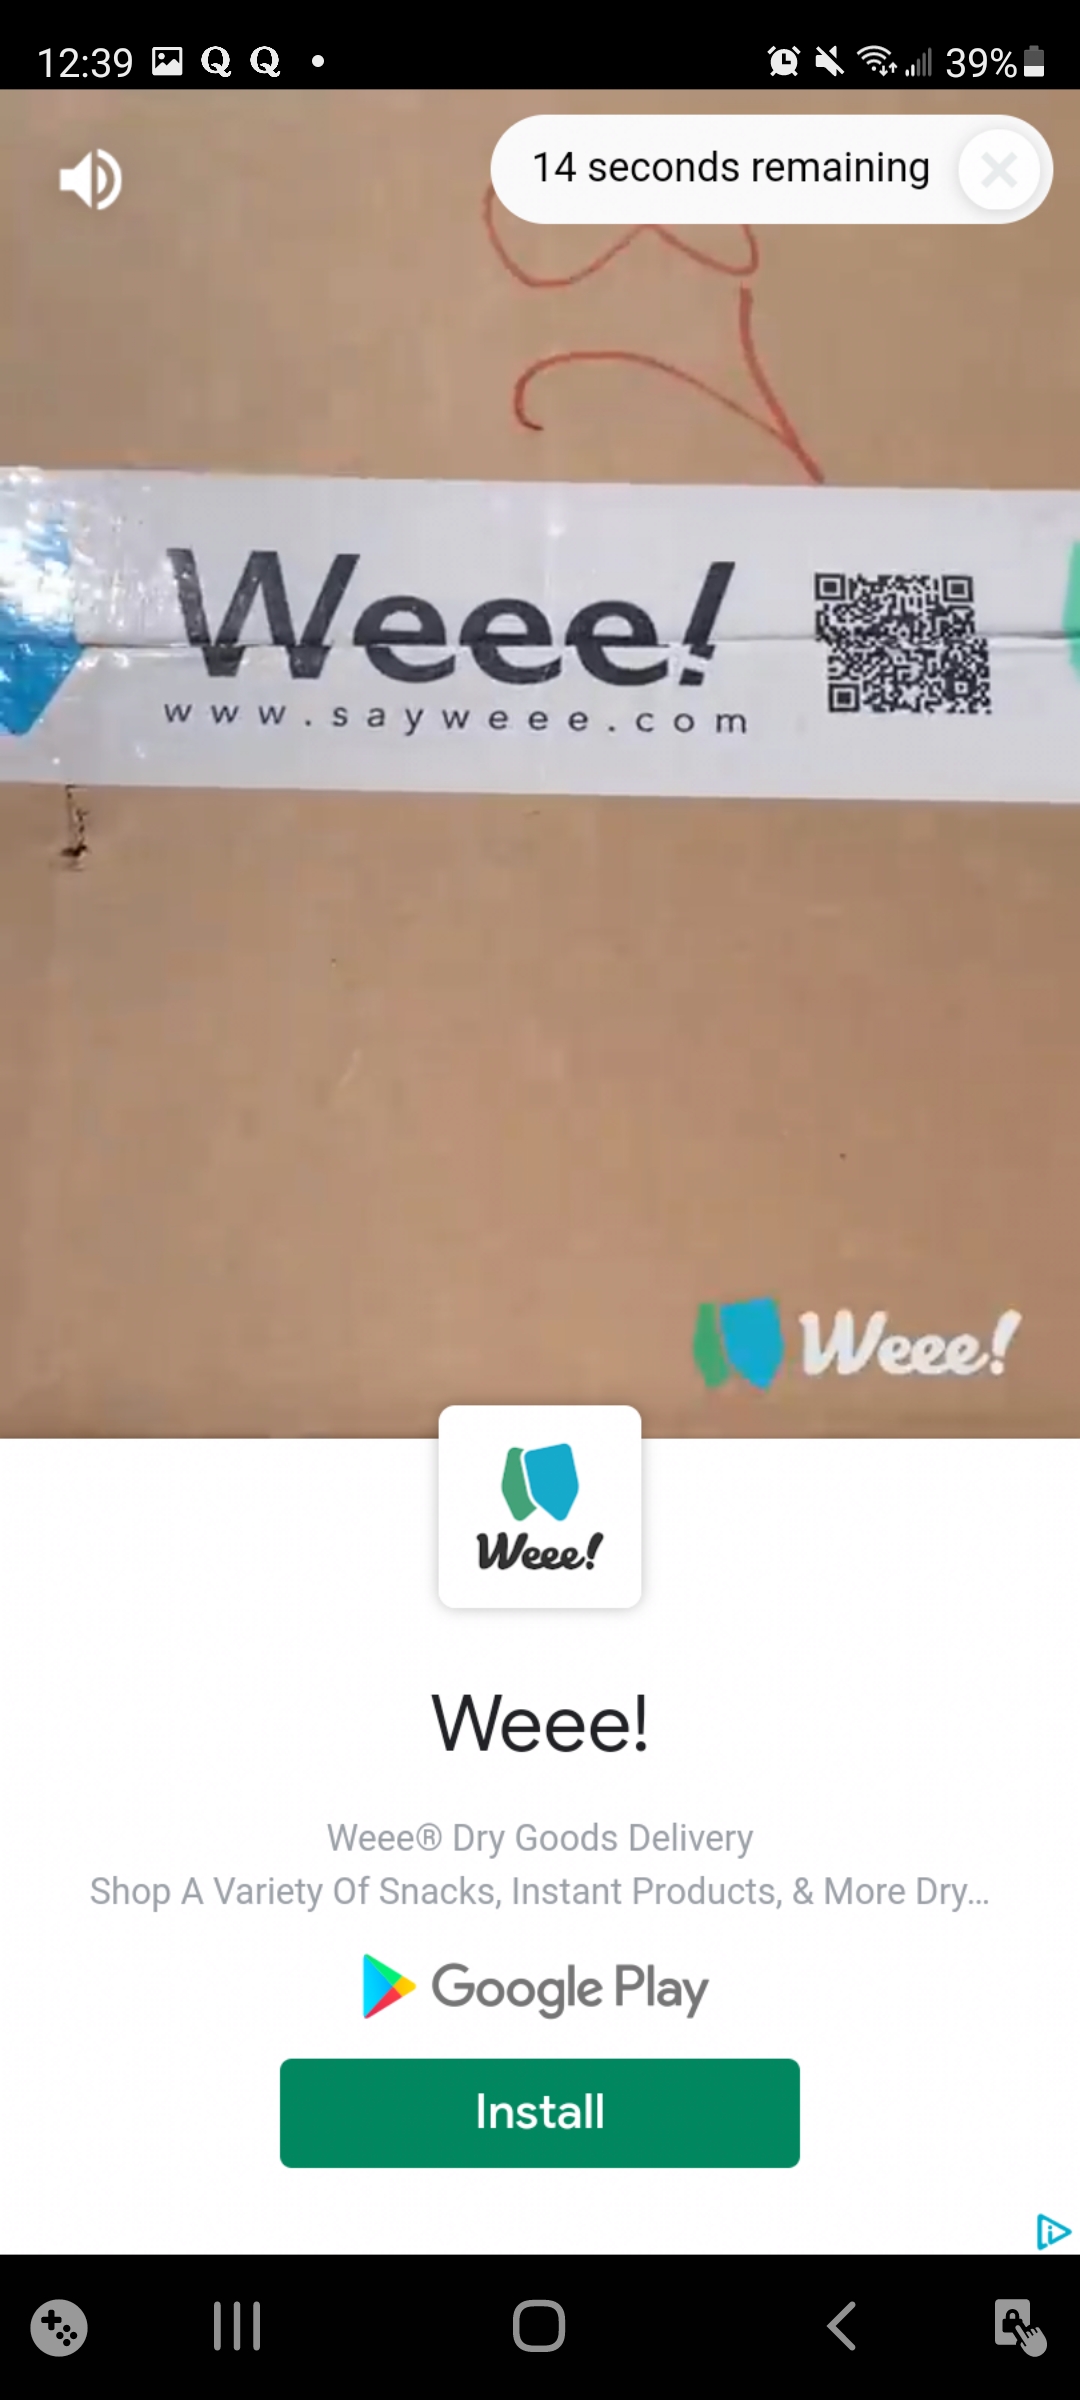 12:39
39%
14 seconds remaining
Weee!
www.sayweee.com
Weee!
Weee!
Weee!
Weee® Dry Goods Delivery
Shop A Variety Of Snacks, Instant Products, & More Dry...
Google Play
Install